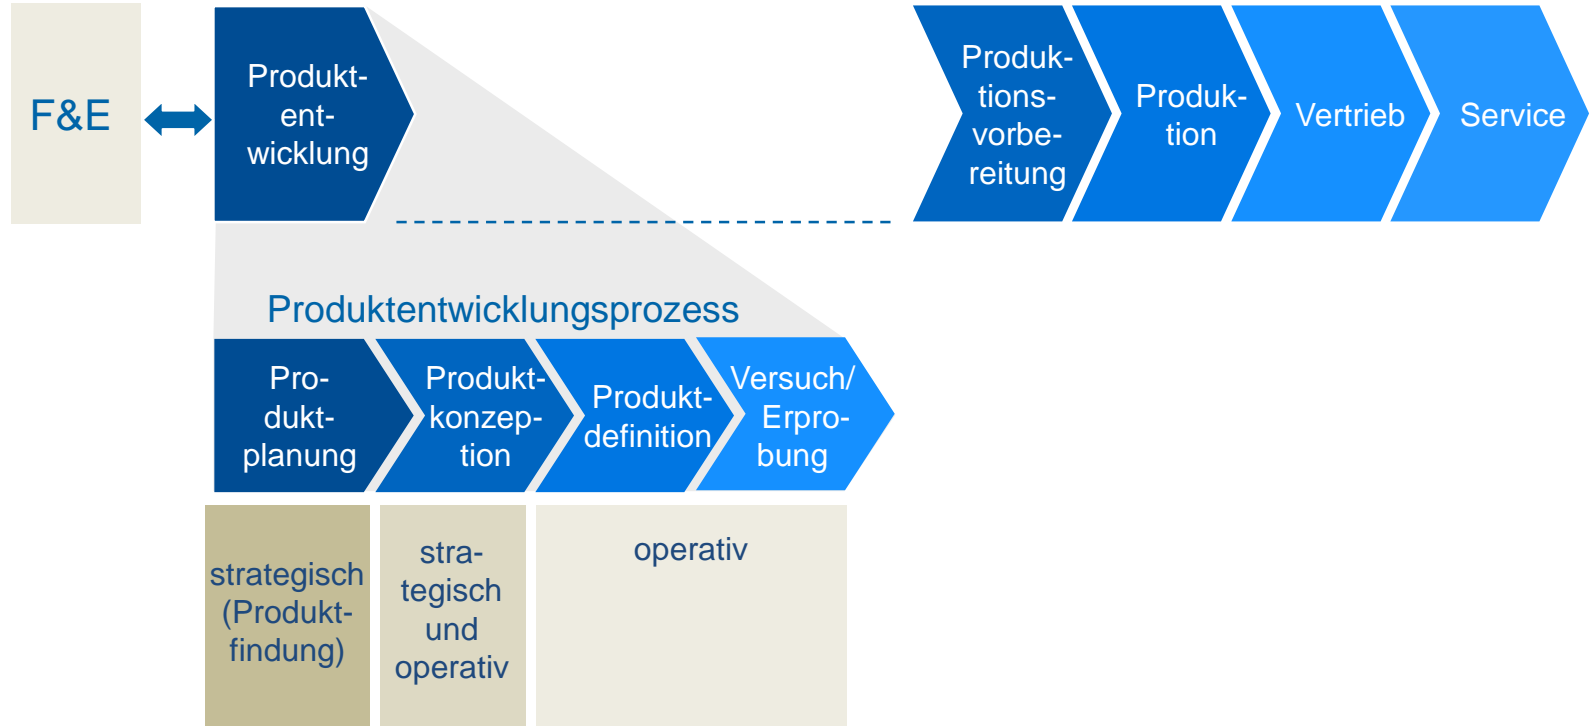 F&E
Produkt-
ent-
wicklung
Produk-
tions-
vorbe-
reitung
Produk-
tion
Vertrieb
Service
Produktentwicklungsprozess
Pro-
dukt-
planung
Produkt-
konzep-
tion
Produkt-
definition
Versuch/
Erpro-
bung
strategisch
(Produkt-
findung)
stra-
tegisch
und
operativ
operativ